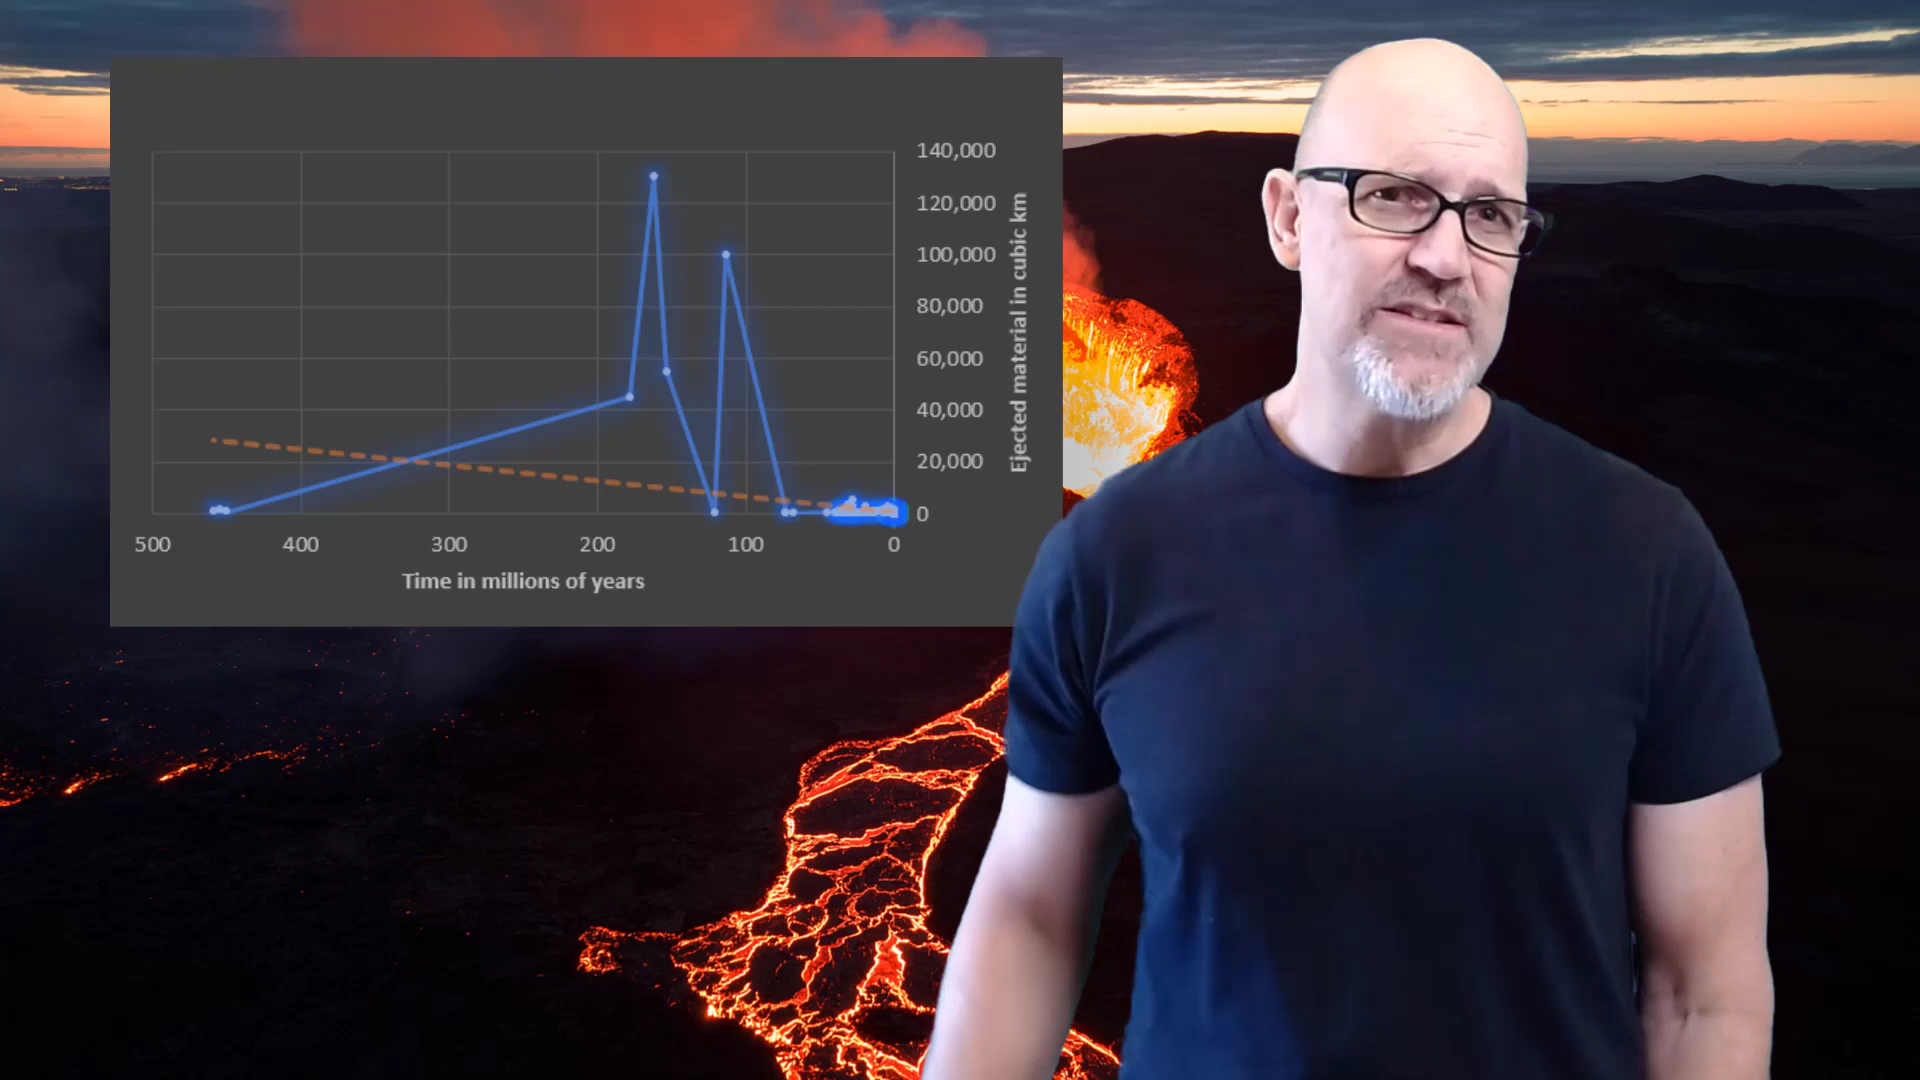 140,000
120,000
100,000
80,000
60,000
40,000
20,000
0
Ejected material in cubic km
500 400 300 200 100 0
Time in millions of years